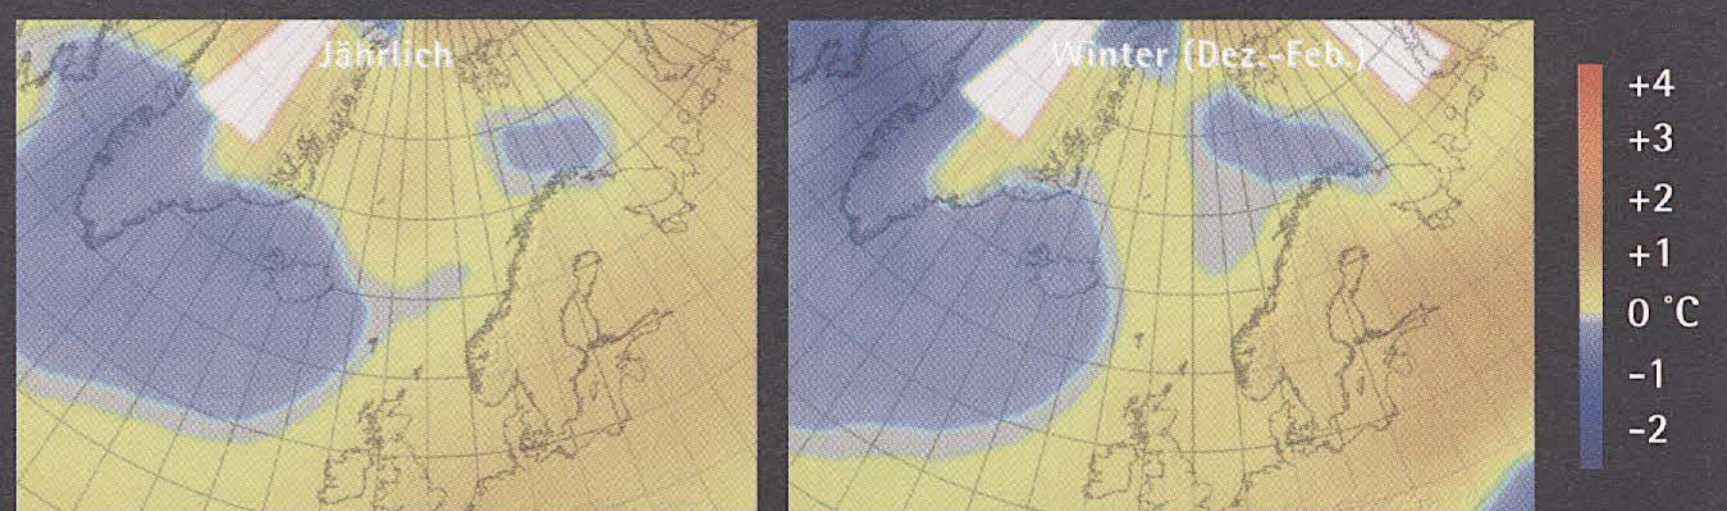 Jährlich
Winter (Dez.-Feb.)
+4
+3
+2
+1
0 °C
-1
-2